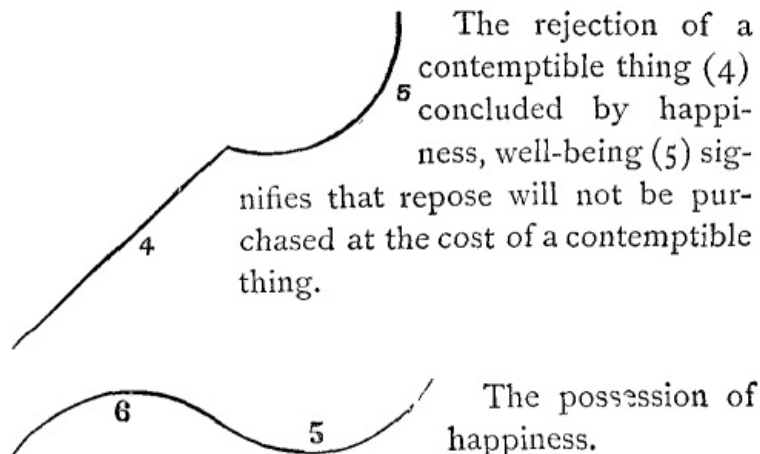 The rejection of a
contemptible thing (4)
concluded by happi-
ness, well-being (5) sig-
nifies that repose will not be pur-
chased at the cost of a contemptible
thing.
5
4
The possession of
happiness.
6
5